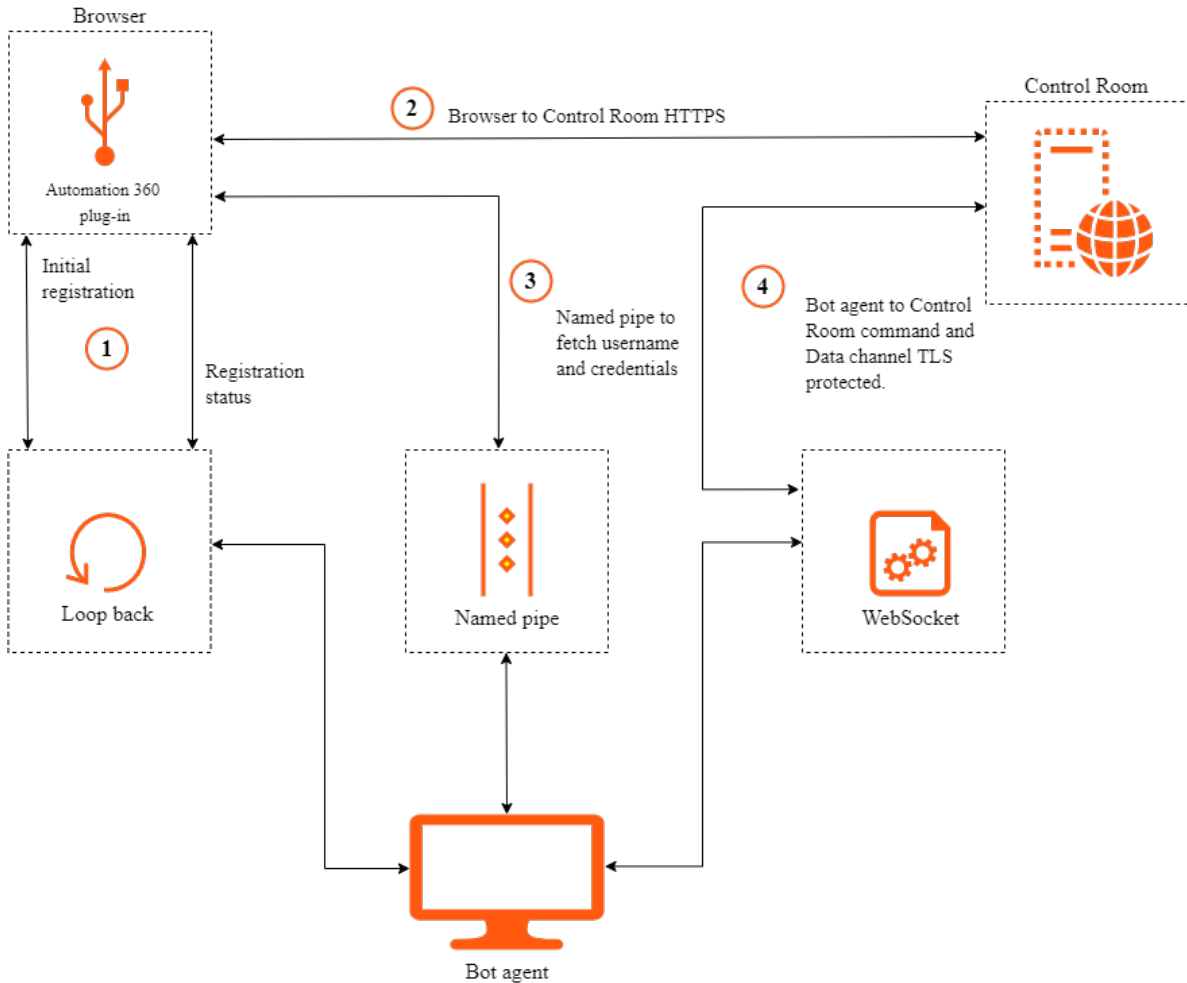 Browser
Automation 360
plug-in
2
Browser to Control Room HTTPS
Control Room
Initial
registration
1
Registration
status
3
Named pipe to
fetch username
and credentials
4
Bot agent to Control
Room command and
Data channel TLS
protected.
Loop back
Named pipe
WebSocket
Bot agent